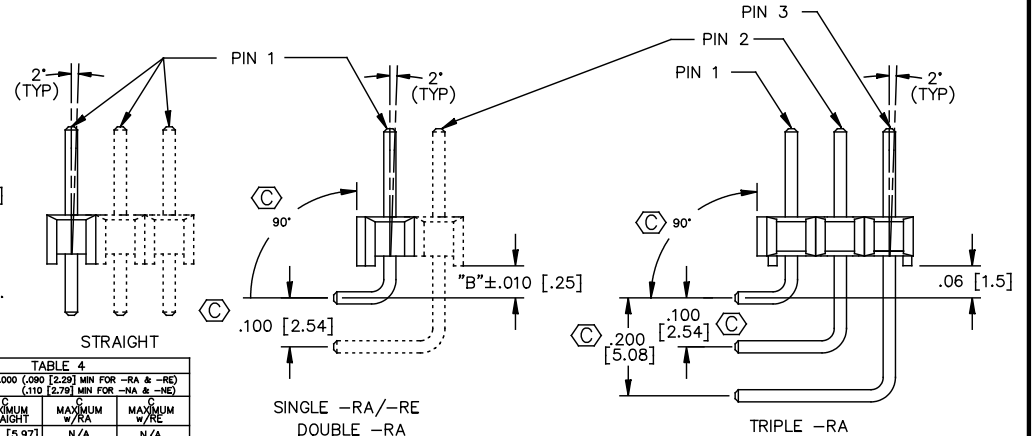 PIN 3
PIN 2
PIN 1
PIN 1
2° (TYP)
2° (TYP)
2° (TYP)
C
90°
C
90°
C
.100 [2.54]
"B"±.010 [.25]
C
.200 [5.08]
.100 [2.54]
C
.06 [1.5]
STRAIGHT
SINGLE -RA/-RE
DOUBLE -RA
TRIPLE -RA
TABLE 4
.000 (.090 [2.29] MIN FOR -RA & -RE)
(.110 [2.79] MIN FOR -NA & -NE)
C MAXIMUM w/RA
C MAXIMUM w/RE
[5.97]
N/A
N/A